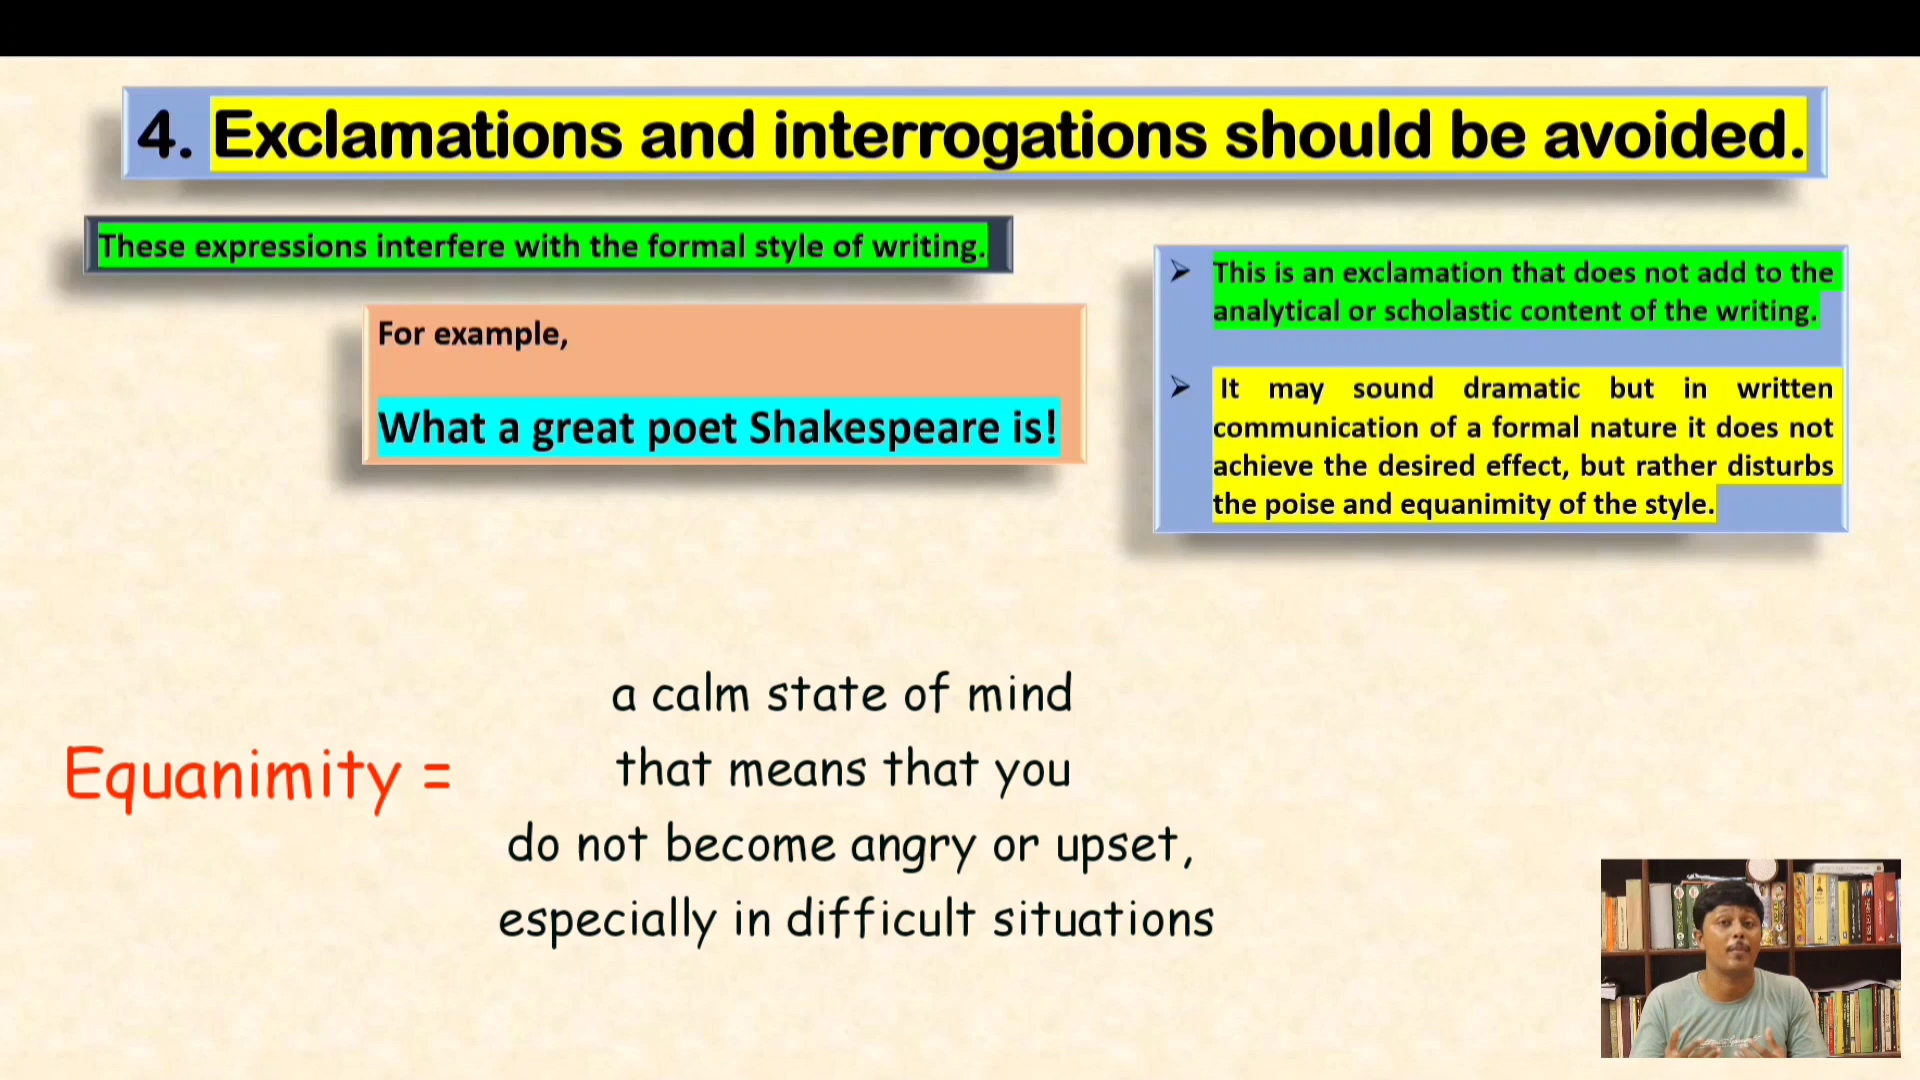 4. Exclamations and interrogations should be avoided.
These expressions interfere with the formal style of writing.
For example,
What a great poet Shakespeare is!
➤ This is an exclamation that does not add to the
analytical or scholastic content of the writing.
➤ It may sound dramatic but in written
communication of a formal nature it does not
achieve the desired effect, but rather disturbs
the poise and equanimity of the style.
Equanimity =
a calm state of mind
that means that you
do not become angry or upset,
especially in difficult situations